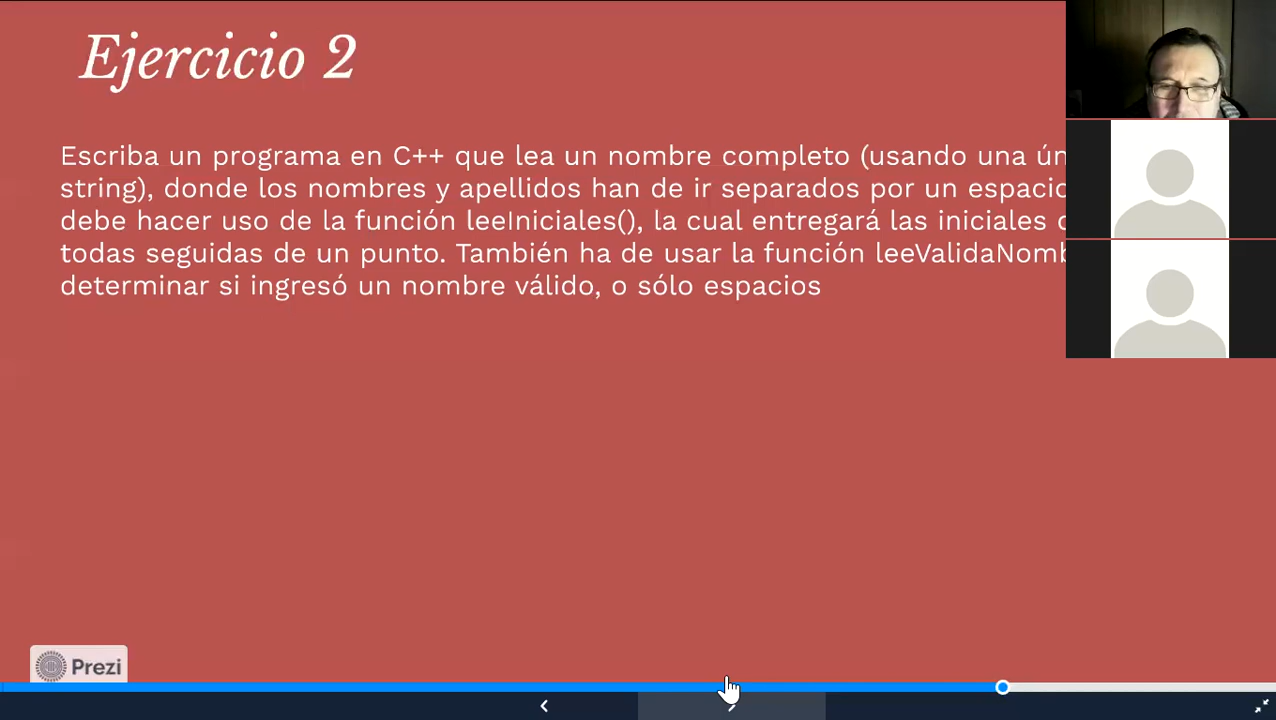 Ejercicio 2
Escriba un programa en C++ que lea un nombre completo (usando una
string), donde los nombres y apellidos han de ir separados por un
debe hacer uso de la función leeIniciales(), la cual entregará las iniciales
todas seguidas de un punto. También ha de usar la función
determinar si ingresó un nombre válido, o sólo espacios
Prezi